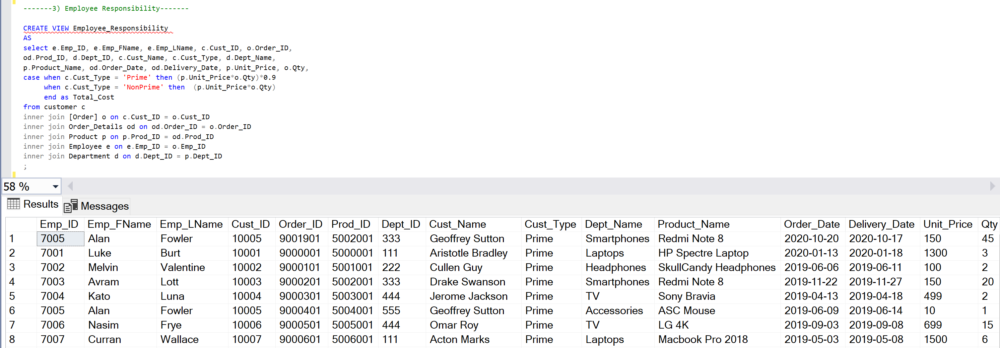 -------3) Employee Responsibility-------
CREATE VIEW Employee_Responsibility
AS
select e.Emp_ID, e.Emp_FName, e.Emp_LName, c.Cust_ID, o.Order_ID,
od.Prod_ID, d.Dept_ID, c.Cust_Name, c.Cust_Type, d.Dept_Name,
p.Product_Name, od.Order_Date, od.Delivery_Date, p.Unit_Price, o.Qty,
case when c.Cust_Type = 'Prime' then (p.Unit_Price*o.Qty)*0.9
when c.Cust_Type = 'NonPrime' then  (p.Unit_Price*o.Qty)
end as Total_Cost
from customer c
inner join [Order] o on c.Cust_ID = o.Cust_ID
inner join Order_Details od on od.Order_ID = o.Order_ID
inner join Product p on p.Prod_ID = od.Prod_ID
inner join Employee e on e.Emp_ID = o.Emp_ID
inner join Department d on d.Dept_ID = p.Dept_ID
;
58 %
Results Messages
Emp_ID Emp_FName Emp_LName Cust_ID Order_ID Prod_ID Dept_ID Cust_Name Cust_Type Dept_Name Product_Name Order_Date Delivery_Date Unit_Price Qty
1 7005 Alan Fowler 10005 9001901 5002001 333 Geoffrey Sutton Prime Smartphones Redmi Note 8 2020-10-20 2020-10-17 150 45
2 7001 Luke Burt 10001 9000001 5000001 111 Aristotle Bradley Prime Laptops HP Spectre Laptop 2020-01-13 2020-01-18 1300 3
3 7002 Melvin Valentine 10002 9000101 5001001 222 Cullen Guy Prime Headphones SkullCandy Headphones 2019-06-06 2019-06-11 100 2
4 7003 Avram Lott 10003 9000201 5002001 333 Drake Swanson Prime Smartphones Redmi Note 8 2019-11-22 2019-11-27 150 20
5 7004 Kato Luna 10004 9000301 5003001 444 Jerome Jackson Prime TV Sony Bravia 2019-04-13 2019-04-18 499 2
6 7005 Alan Fowler 10005 9000401 5004001 555 Geoffrey Sutton Prime Accessories ASC Mouse 2019-06-09 2019-06-14 10 1
7 7006 Nasim Frye 10006 9000501 5005001 444 Omar Roy Prime TV LG 4K 2019-09-03 2019-09-08 699 15
8 7007 Curran Wallace 10007 9000601 5006001 111 Acton Marks Prime Laptops Macbook Pro 2018 2019-05-03 2019-05-08 1500 6